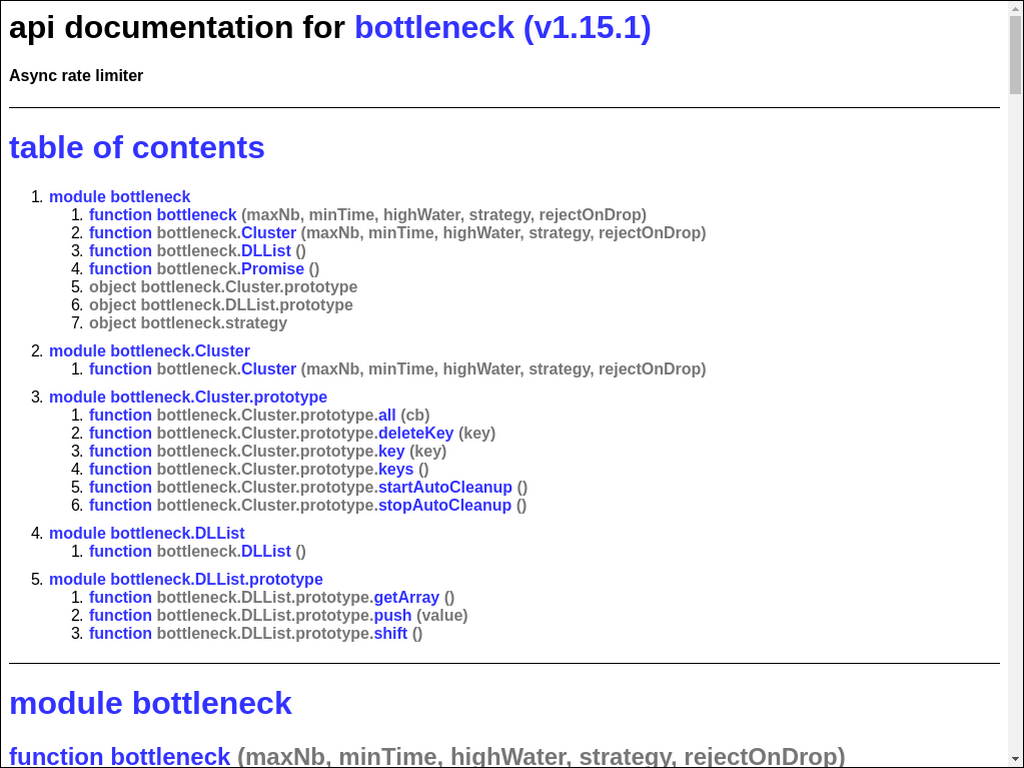 api documentation for bottleneck (v1.15.1)
Async rate limiter
table of contents
1. module bottleneck
1. function bottleneck (maxNb, minTime, highWater, strategy, rejectOnDrop)
2. function bottleneck.Cluster (maxNb, minTime, highWater, strategy, rejectOnDrop)
3. function bottleneck.DLList ()
4. function bottleneck.Promise ()
5. object bottleneck.Cluster.prototype
6. object bottleneck.DLList.prototype
7. object bottleneck.strategy
2. module bottleneck.Cluster
1. function bottleneck.Cluster (maxNb, minTime, highWater, strategy, rejectOnDrop)
3. module bottleneck.Cluster.prototype
1. function bottleneck.Cluster.prototype.all (cb)
2. function bottleneck.Cluster.prototype.deleteKey (key)
3. function bottleneck.Cluster.prototype.key (key)
4. function bottleneck.Cluster.prototype.keys ()
5. function bottleneck.Cluster.prototype.startAutoCleanup ()
6. function bottleneck.Cluster.prototype.stopAutoCleanup ()
4. module bottleneck.DLList
1. function bottleneck.DLList ()
5. module bottleneck.DLList.prototype
1. function bottleneck.DLList.prototype.getArray ()
2. function bottleneck.DLList.prototype.push (value)
3. function bottleneck.DLList.prototype.shift ()
module bottleneck
function bottleneck (maxNb, minTime, highWater, strategy, rejectOnDrop)